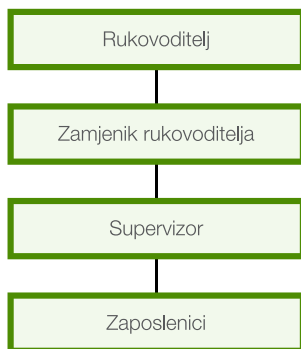 Rukovoditelj
Zamjenik rukovoditelja
Supervizor
Zaposlenici